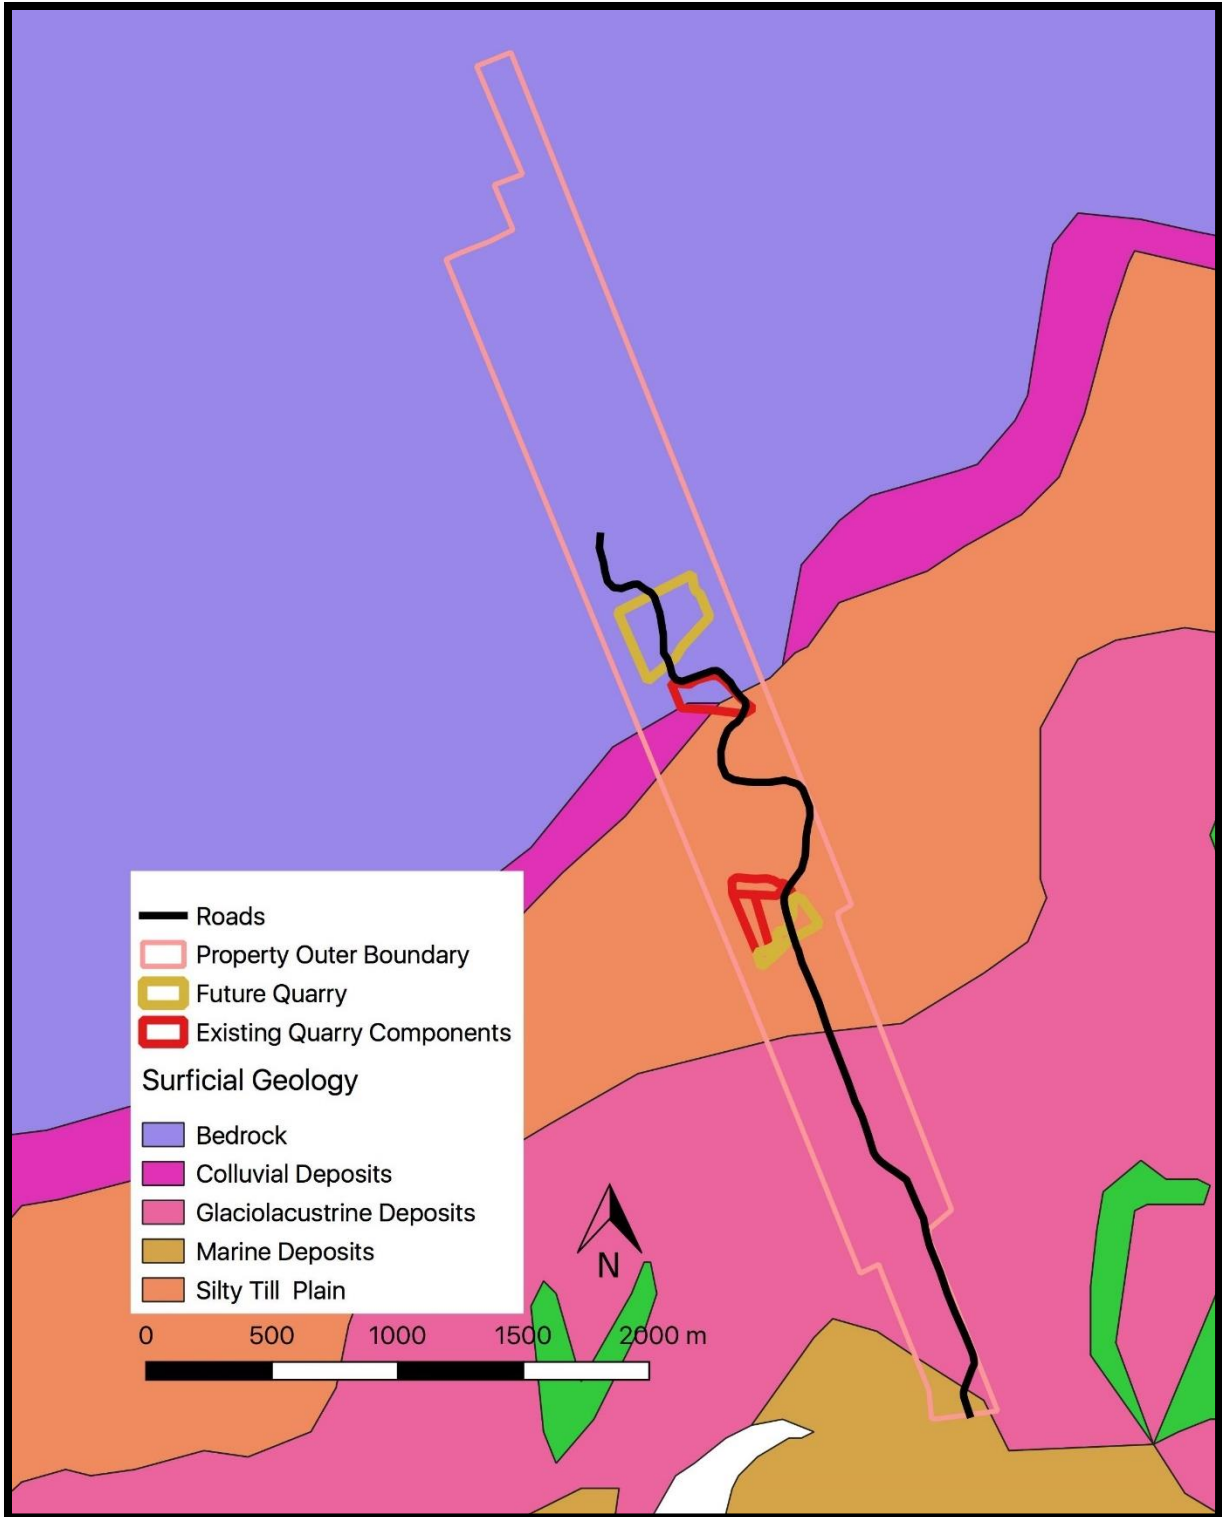 Roads
Property Outer Boundary
Future Quarry
Existing Quarry Components
Surficial Geology
Bedrock
Colluvial Deposits
Glaciolacustrine Deposits
Marine Deposits
Silty Till Plain
N
0 500 1000 1500 2000 m